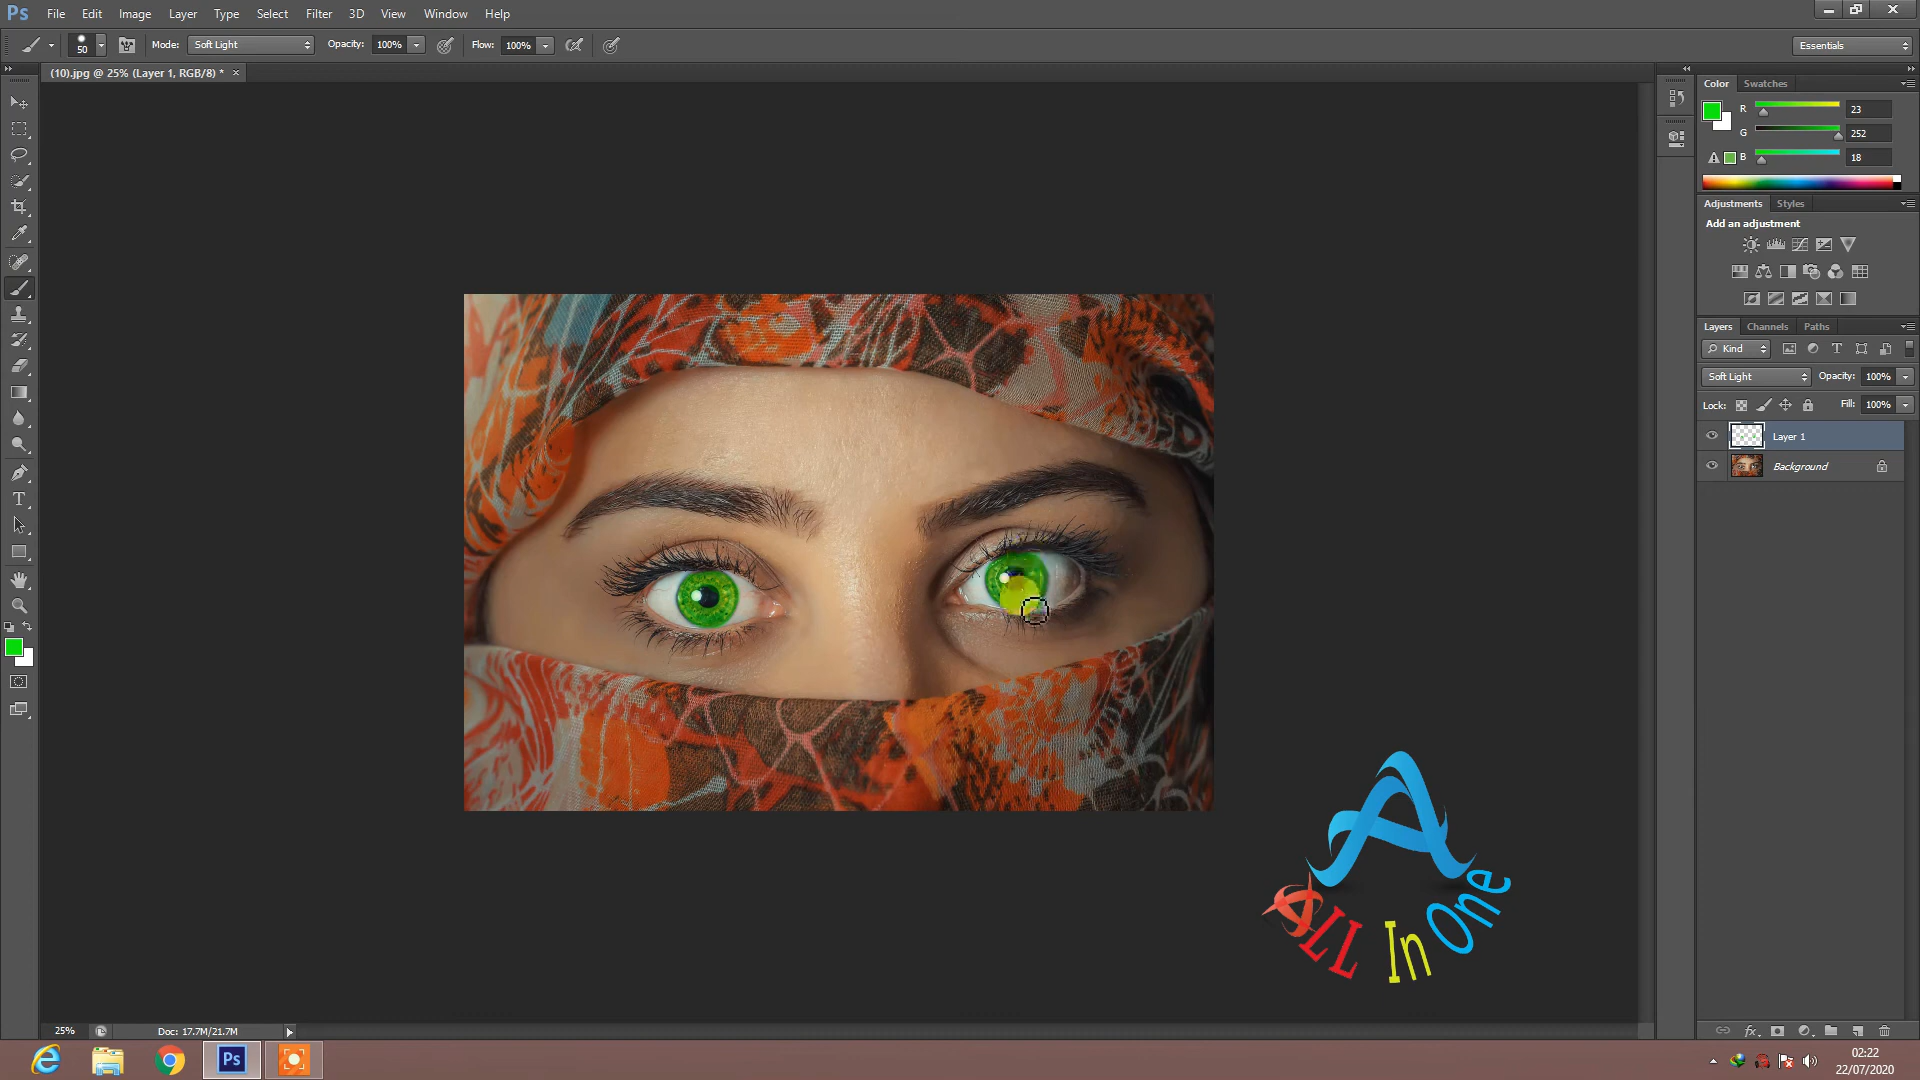 Ps File Edit Image Layer Type Select Filter 3D View Window Help
50 Mode: Soft Light Opacity: 100% Flow: 100% Essentials
(10).jpg @ 25% (Layer 1, RGB/8) * ×
Color Swatches
R 23
G 252
B 18
Adjustments Styles
Add an adjustment
Layers Channels Paths
Kind
Soft Light Opacity: 100%
Lock: Fill: 100%
Layer 1
Background
ALL In One
25% Doc: 17.7M/21.7M
Ps
02:22
22/07/2020